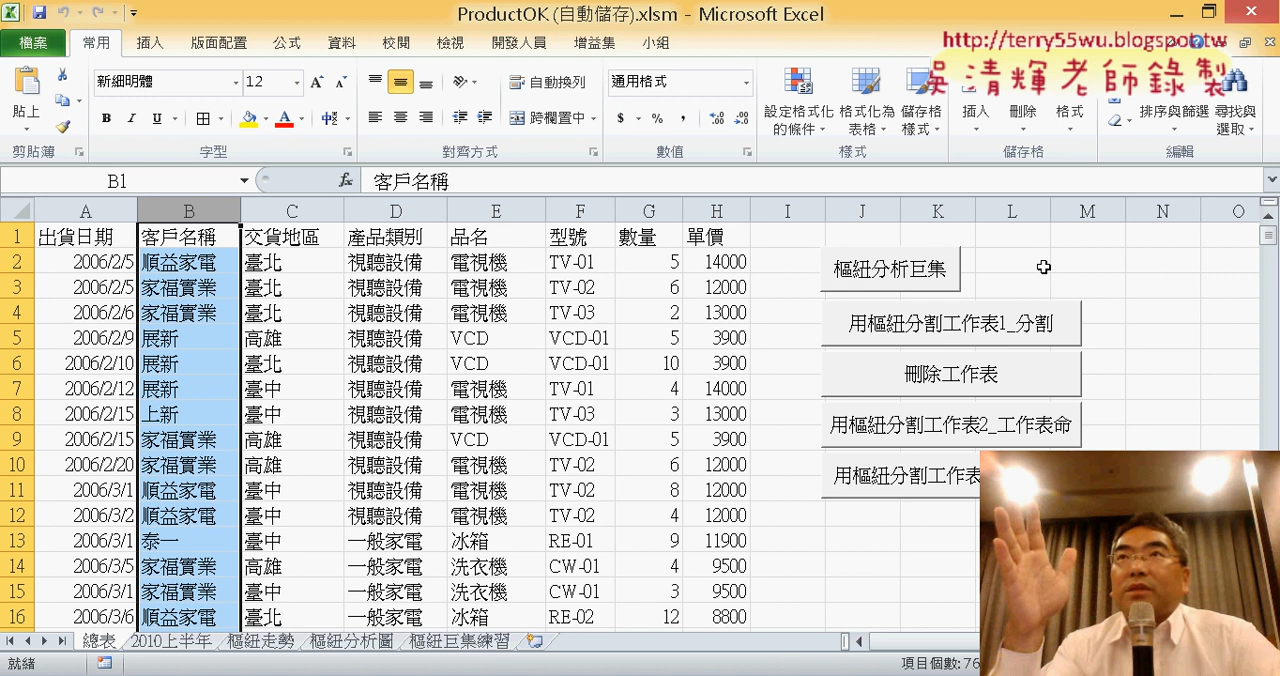 ProductOK (自動儲存).xlsm - Microsoft Excel
檔案 常用 插入 版面配置 公式 資料 校閱 檢視 開發人員 增益集 小組
http://terry55wu.blogspot.tw
吳清輝老師錄製
貼上 新細明體 12 自動換列 通用格式 設定格式化的條件 格式化為表格 儲存格樣式 插入 刪除 格式 排序與篩選 尋找與選取
B I U A 中 跨欄置中 $ % ,
剪貼簿 字型 對齊方式 數值 樣式 儲存格 編輯
B1 fx 客戶名稱
A B C D E F G H I J K L M N O
1 出貨日期 客戶名稱 交貨地區 產品類別 品名 型號 數量 單價
2 2006/2/5 順益家電 臺北 視聽設備 電視機 TV-01 5 14000
3 2006/2/5 家福實業 臺北 視聽設備 電視機 TV-02 6 12000
4 2006/2/6 家福實業 臺北 視聽設備 電視機 TV-03 2 13000
5 2006/2/9 展新 高雄 視聽設備 VCD VCD-01 5 3900
6 2006/2/10 展新 臺北 視聽設備 VCD VCD-01 10 3900
7 2006/2/12 展新 臺中 視聽設備 電視機 TV-01 4 14000
8 2006/2/15 上新 臺中 視聽設備 電視機 TV-03 3 13000
9 2006/2/15 家福實業 高雄 視聽設備 VCD VCD-01 5 3900
10 2006/2/20 家福實業 高雄 視聽設備 電視機 TV-02 6 12000
11 2006/3/1 順益家電 臺中 視聽設備 電視機 TV-02 8 12000
12 2006/3/2 順益家電 臺中 視聽設備 電視機 TV-02 4 12000
13 2006/3/1 泰一 臺中 一般家電 冰箱 RE-01 9 11900
14 2006/3/5 家福實業 高雄 一般家電 洗衣機 CW-01 4 9500
15 2006/3/1 家福實業 臺中 一般家電 洗衣機 CW-01 3 9500
16 2006/3/6 順益家電 臺北 一般家電 冰箱 RE-02 12 8800
樞紐分析巨集
用樞紐分割工作表1_分割
刪除工作表
用樞紐分割工作表2_工作表命
用樞紐分割工作表
總表 2010上半年 樞紐走勢 樞紐分析圖 樞紐巨集練習
就緒 項目個數: 76